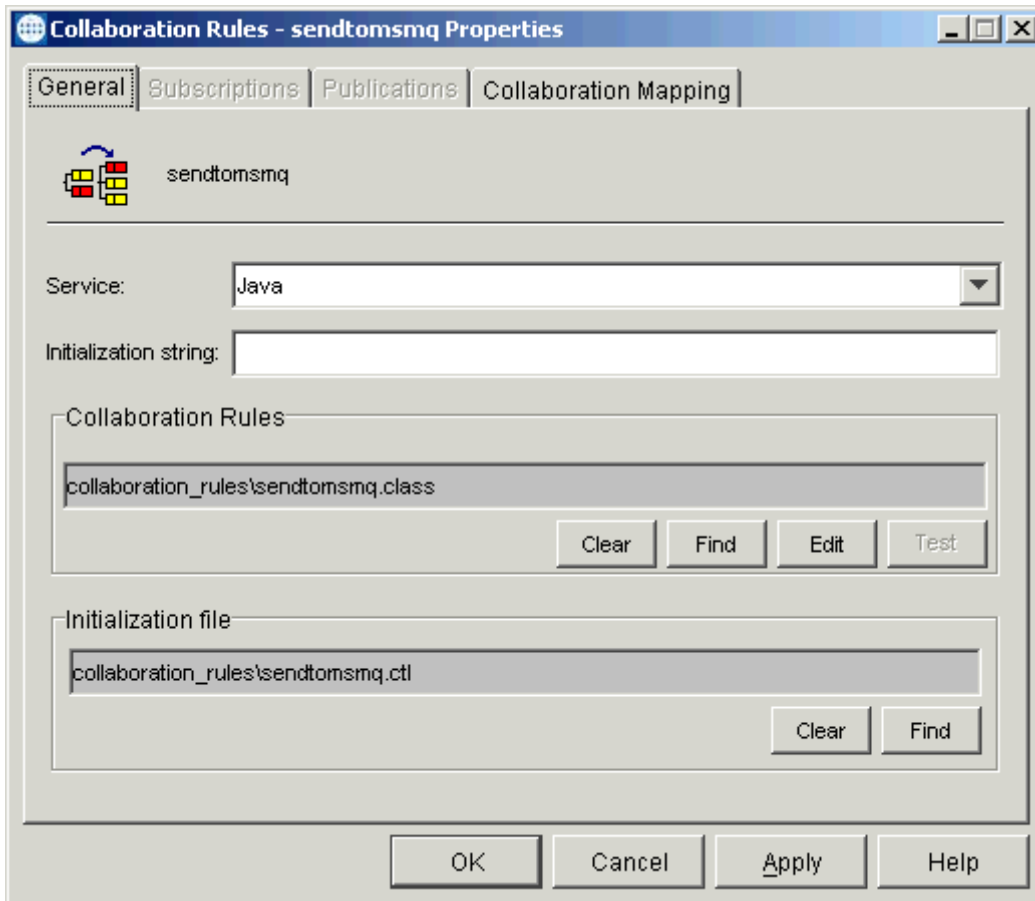 Collaboration Rules - sendtomsmq Properties
General Subscriptions Publications Collaboration Mapping
sendtomsmq
Service: Java
Initialization string:
Collaboration Rules
collaboration_rules\sendtomsmq.class
Clear Find Edit Test
Initialization file
collaboration_rules\sendtomsmq.ctl
Clear Find
OK Cancel Apply Help